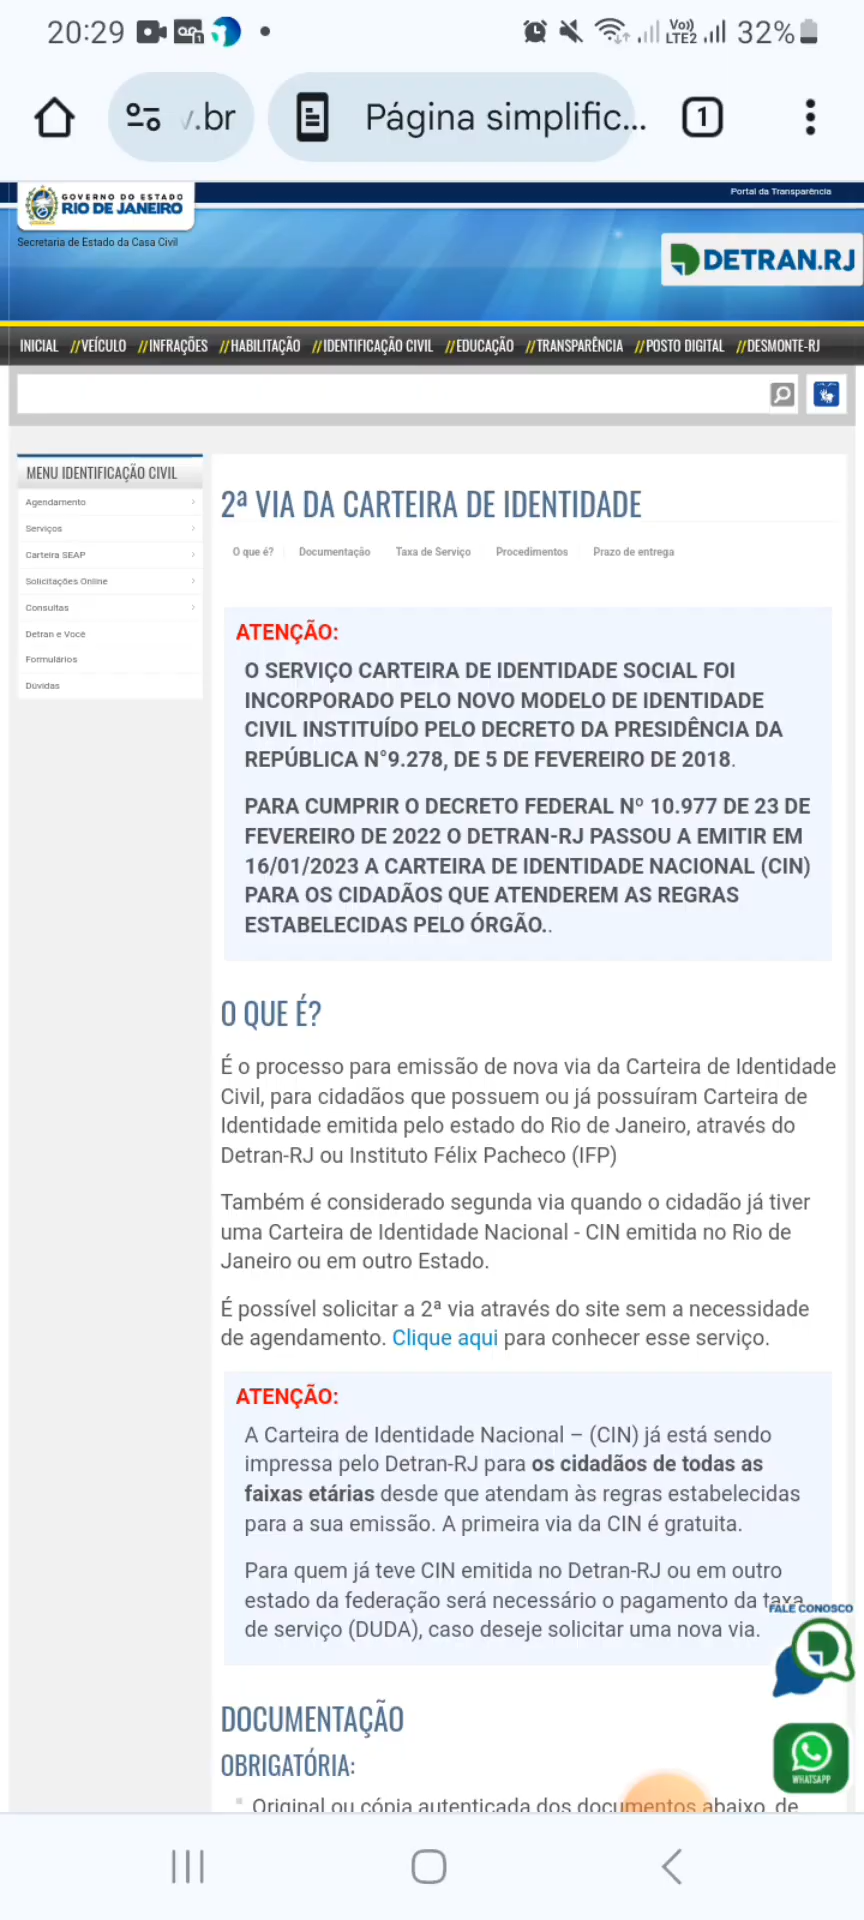 20:29 Vo)) LTE2 32%
v.br Página simplific... 1
Portal da Transparência
GOVERNO DO ESTADO
RIO DE JANEIRO
Secretaria de Estado da Casa Civil
DETRAN.RJ
INICIAL //VEÍCULO //INFRAÇÕES //HABILITAÇÃO //IDENTIFICAÇÃO CIVIL //EDUCAÇÃO //TRANSPARÊNCIA //POSTO DIGITAL //DESMONTE-RJ
MENU IDENTIFICAÇÃO CIVIL
Agendamento
Serviços
Carteira SEAP
Solicitações Online
Consultas
Detran e Você
Formulários
Dúvidas
2ª VIA DA CARTEIRA DE IDENTIDADE
O que é? Documentação Taxa de Serviço Procedimentos Prazo de entrega
ATENÇÃO:
O SERVIÇO CARTEIRA DE IDENTIDADE SOCIAL FOI
INCORPORADO PELO NOVO MODELO DE IDENTIDADE
CIVIL INSTITUÍDO PELO DECRETO DA PRESIDÊNCIA DA
REPÚBLICA N°9.278, DE 5 DE FEVEREIRO DE 2018.
PARA CUMPRIR O DECRETO FEDERAL Nº 10.977 DE 23 DE
FEVEREIRO DE 2022 O DETRAN-RJ PASSOU A EMITIR EM
16/01/2023 A CARTEIRA DE IDENTIDADE NACIONAL (CIN)
PARA OS CIDADÃOS QUE ATENDEREM AS REGRAS
ESTABELECIDAS PELO ÓRGÃO..
O QUE É?
É o processo para emissão de nova via da Carteira de Identidade
Civil, para cidadãos que possuem ou já possuíram Carteira de
Identidade emitida pelo estado do Rio de Janeiro, através do
Detran-RJ ou Instituto Félix Pacheco (IFP)
Também é considerado segunda via quando o cidadão já tiver
uma Carteira de Identidade Nacional - CIN emitida no Rio de
Janeiro ou em outro Estado.
É possível solicitar a 2ª via através do site sem a necessidade
de agendamento. Clique aqui para conhecer esse serviço.
ATENÇÃO:
A Carteira de Identidade Nacional – (CIN) já está sendo
impressa pelo Detran-RJ para os cidadãos de todas as
faixas etárias desde que atendam às regras estabelecidas
para a sua emissão. A primeira via da CIN é gratuita.
Para quem já teve CIN emitida no Detran-RJ ou em outro
estado da federação será necessário o pagamento da taxa
de serviço (DUDA), caso deseje solicitar uma nova via.
FALE CONOSCO
WHATSAPP
DOCUMENTAÇÃO
OBRIGATÓRIA:
Original ou cópia autenticada dos documentos abaixo, de